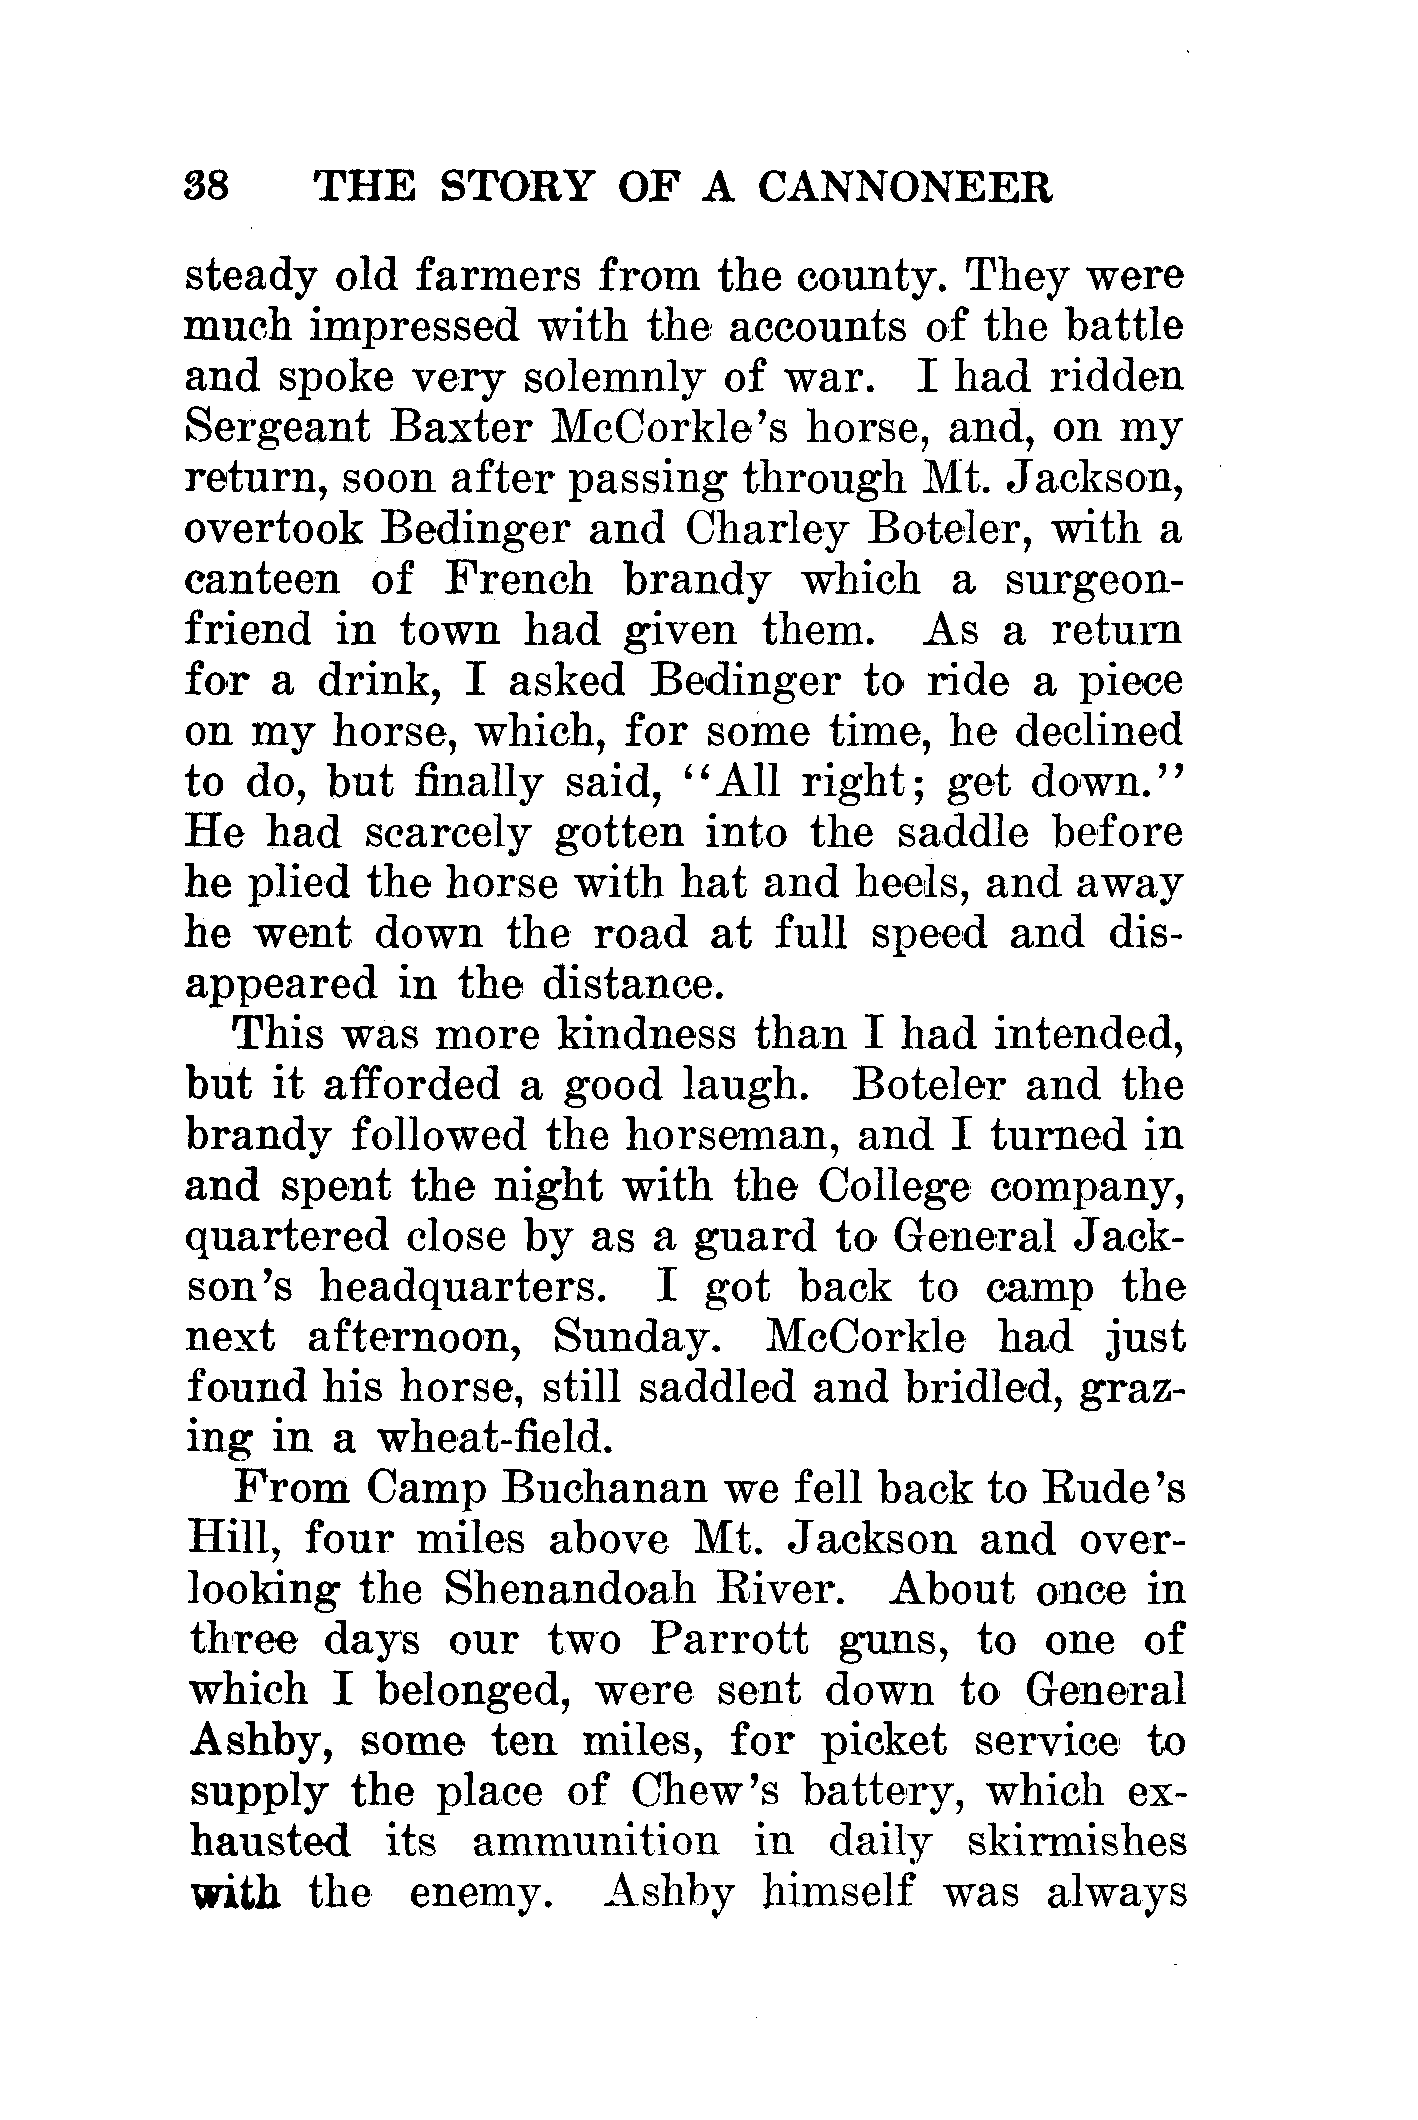 38 THE STORY OF A CANNONEER
steady old farmers from the county. They were
much impressed with the accounts of the battle
and spoke very solemnly of war. I had ridden
Sergeant Baxter McCorkle's horse, and, on my
return, soon after passing through Mt. Jackson,
overtook Bedinger and Charley Boteler, with a
canteen of French brandy which a surgeon-
friend in town had given them. As a return
for a drink, I asked Bedinger to ride a piece
on my horse, which, for some time, he declined
to do, but finally said, "All right; get down."
He had scarcely gotten into the saddle before
he plied the horse with hat and heels, and away
he went down the road at full speed and dis-
appeared in the distance.
This was more kindness than I had intended,
but it afforded a good laugh. Boteler and the
brandy followed the horseman, and I turned in
and spent the night with the College company,
quartered close by as a guard to General Jack-
son's headquarters. I got back to camp the
next afternoon, Sunday. McCorkle had just
found his horse, still saddled and bridled, graz-
ing in a wheat-field.
From Camp Buchanan we fell back to Rude's
Hill, four miles above Mt. Jackson and over-
looking the Shenandoah River. About once in
three days our two Parrott guns, to one of
which I belonged, were sent down to General
Ashby, some ten miles, for picket service to
supply the place of Chew's battery, which ex-
hausted its ammunition in daily skirmishes
with the enemy. Ashby himself was always